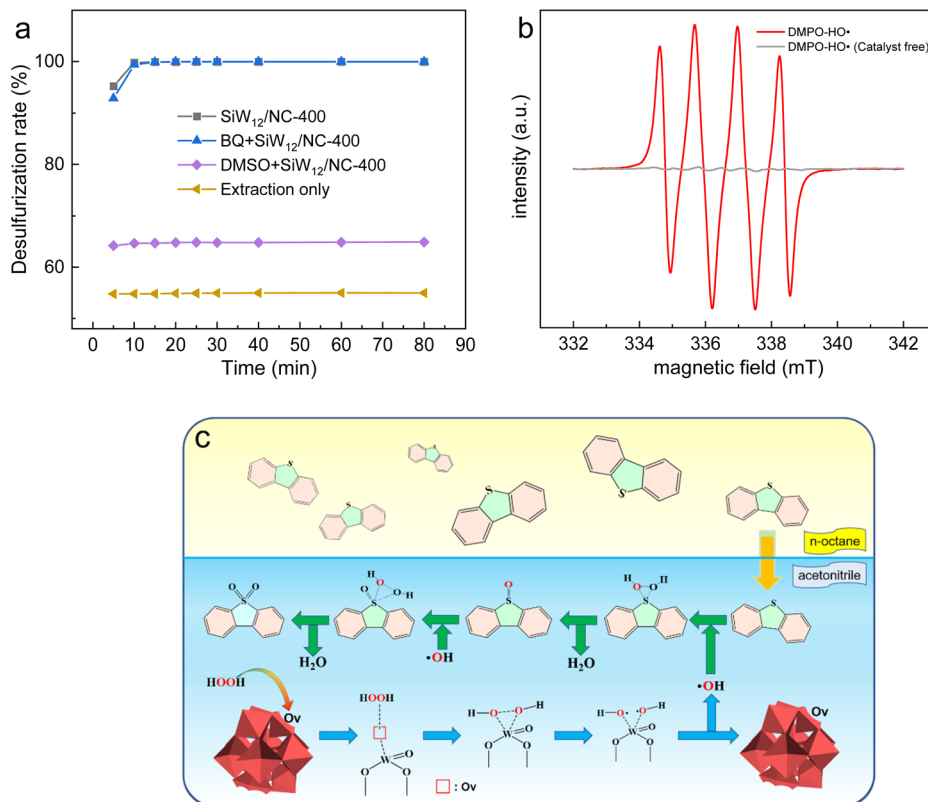 a
Desulfurization rate (%)
100
80
60
SiW₁₂/NC-400
BQ+SiW₁₂/NC-400
DMSO+SiW₁₂/NC-400
Extraction only
0 10 20 30 40 50 60 70 80 90
Time (min)
b
intensity (a.u.)
DMPO-HO•
DMPO-HO• (Catalyst free)
332 334 336 338 340 342
magnetic field (mT)
c
S
S
S
S
S
S
n-octane
acetonitrile
O O
S
H
O O O H
S
O
S
H
O O H
S
S
H₂O
•OH
H₂O
•OH
HOOH
Ov
HOOH
W O
O O
H O O H
W O
O O
H O• •O H
W O
O O
Ov
: Ov